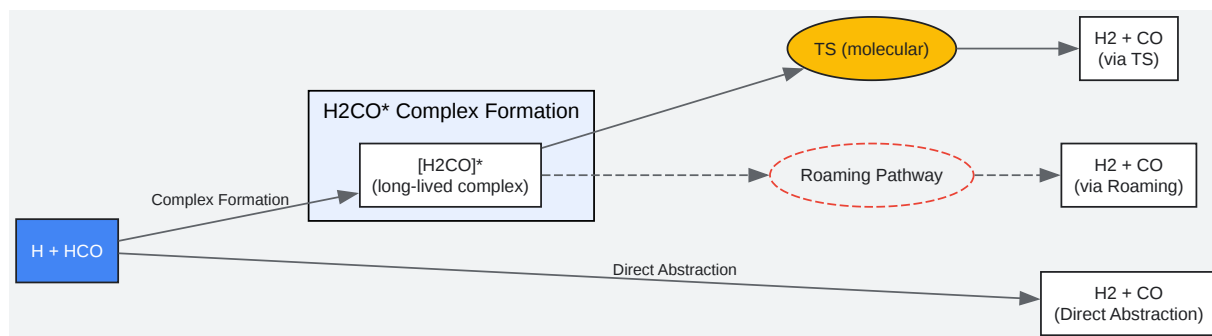 TS (molecular)
H2 + CO
(via TS)
H2CO* Complex Formation
[H2CO]*
(long-lived complex)
Roaming Pathway
H2 + CO
(via Roaming)
Complex Formation
H + HCO
Direct Abstraction
H2 + CO
(Direct Abstraction)